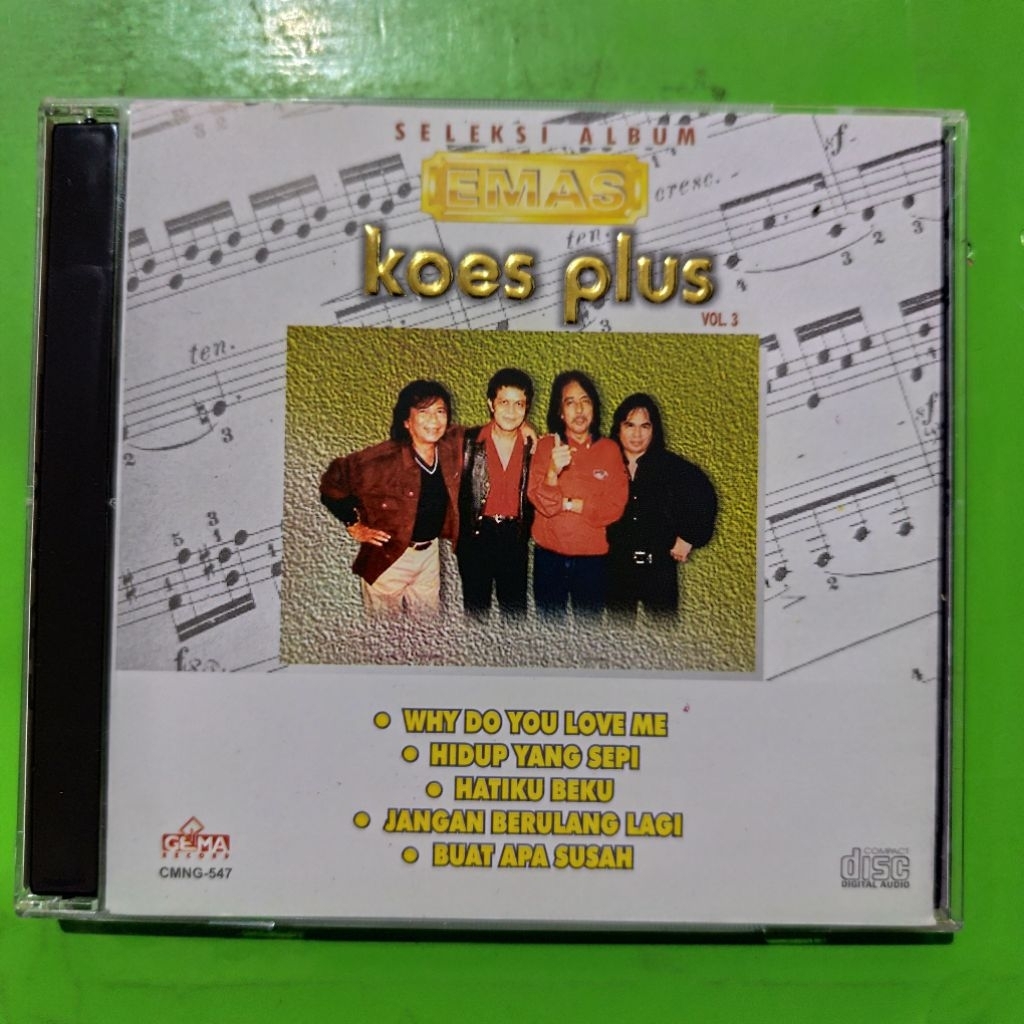 SELEKSI ALBUM
EMAS
koes plus
VOL. 3
cresc.
ten.
ten.
• WHY DO YOU LOVE ME
• HIDUP YANG SEPI
• HATIKU BEKU
• JANGAN BERULANG LAGI
• BUAT APA SUSAH
GEMA
RECORD
CMNG-547
COMPACT
disc
DIGITAL AUDIO